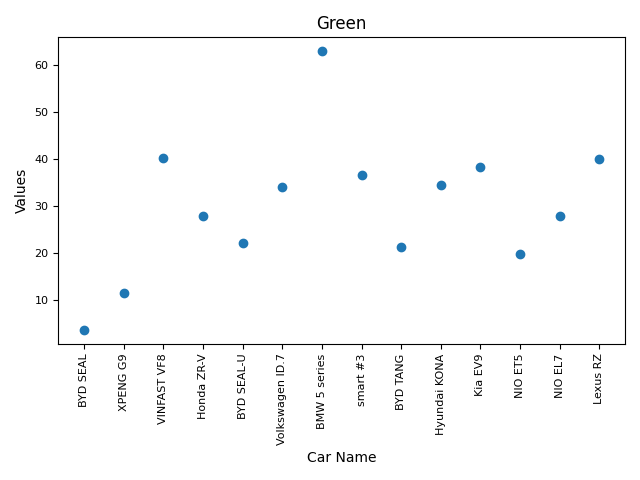 Green
Values
60
50
40
30
20
10
BYD SEAL
XPENG G9
VINFAST VF8
Honda ZR-V
BYD SEAL-U
Volkswagen ID.7
BMW 5 series
smart #3
BYD TANG
Hyundai KONA
Kia EV9
NIO ET5
NIO EL7
Lexus RZ
Car Name